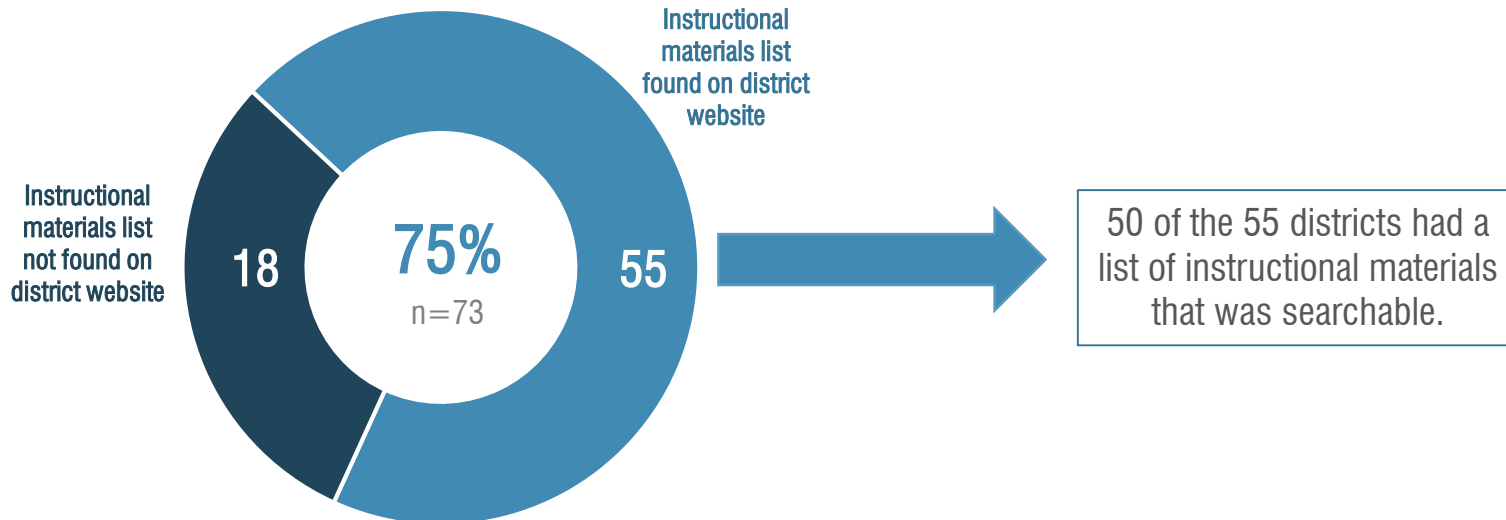 Instructional
materials list
found on district
website
Instructional
materials list
not found on
district website
18
75%
n=73
55
50 of the 55 districts had a
list of instructional materials
that was searchable.